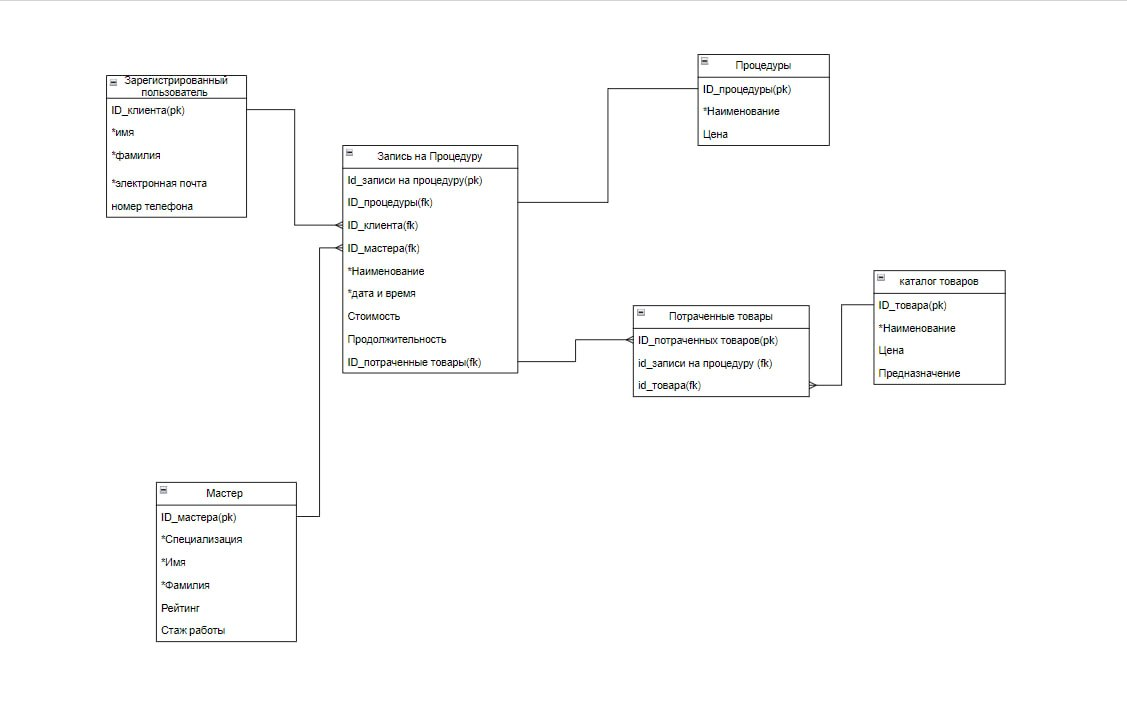 Зарегистрированный
пользователь
ID_клиента(pk)
*имя
*фамилия
*электронная почта
номер телефона
Запись на Процедуру
Id_записи на процедуру(pk)
ID_процедуры(fk)
ID_клиента(fk)
ID_мастера(fk)
*Наименование
*дата и время
Стоимость
Продолжительность
ID_потраченные товары(fk)
Процедуры
ID_процедуры(pk)
*Наименование
Цена
Потраченные товары
ID_потраченных товаров(pk)
id_записи на процедуру (fk)
id_товара(fk)
каталог товаров
ID_товара(pk)
*Наименование
Цена
Предназначение
Мастер
ID_мастера(pk)
*Специализация
*Имя
*Фамилия
Рейтинг
Стаж работы